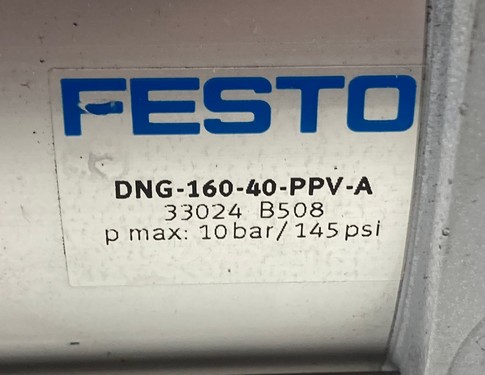 FESTO
DNG-160-40-PPV-A
33024 B508
p max: 10bar/145psi